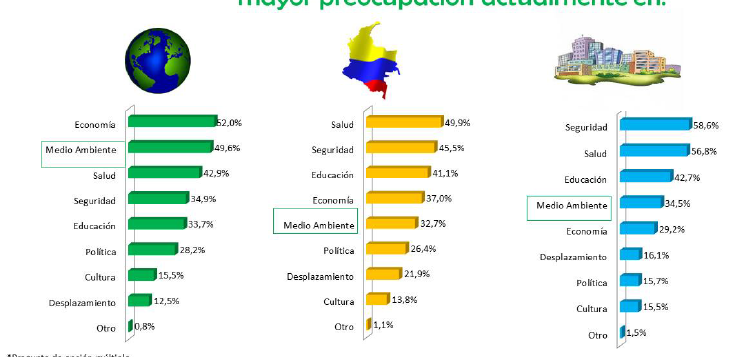 mayor preocupación actualmente en:
Economía 52,0%
Medio Ambiente 49,6%
Salud 42,9%
Seguridad 34,9%
Educación 33,7%
Política 28,2%
Cultura 15,5%
Desplazamiento 12,5%
Otro 0,8%
Salud 49,9%
Seguridad 45,5%
Educación 41,1%
Economía 37,0%
Medio Ambiente 32,7%
Política 26,4%
Desplazamiento 21,9%
Cultura 13,8%
Otro 1,1%
Seguridad 58,6%
Salud 56,8%
Educación 42,7%
Medio Ambiente 34,5%
Economía 29,2%
Desplazamiento 16,1%
Política 15,7%
Cultura 15,5%
Otro 1,5%